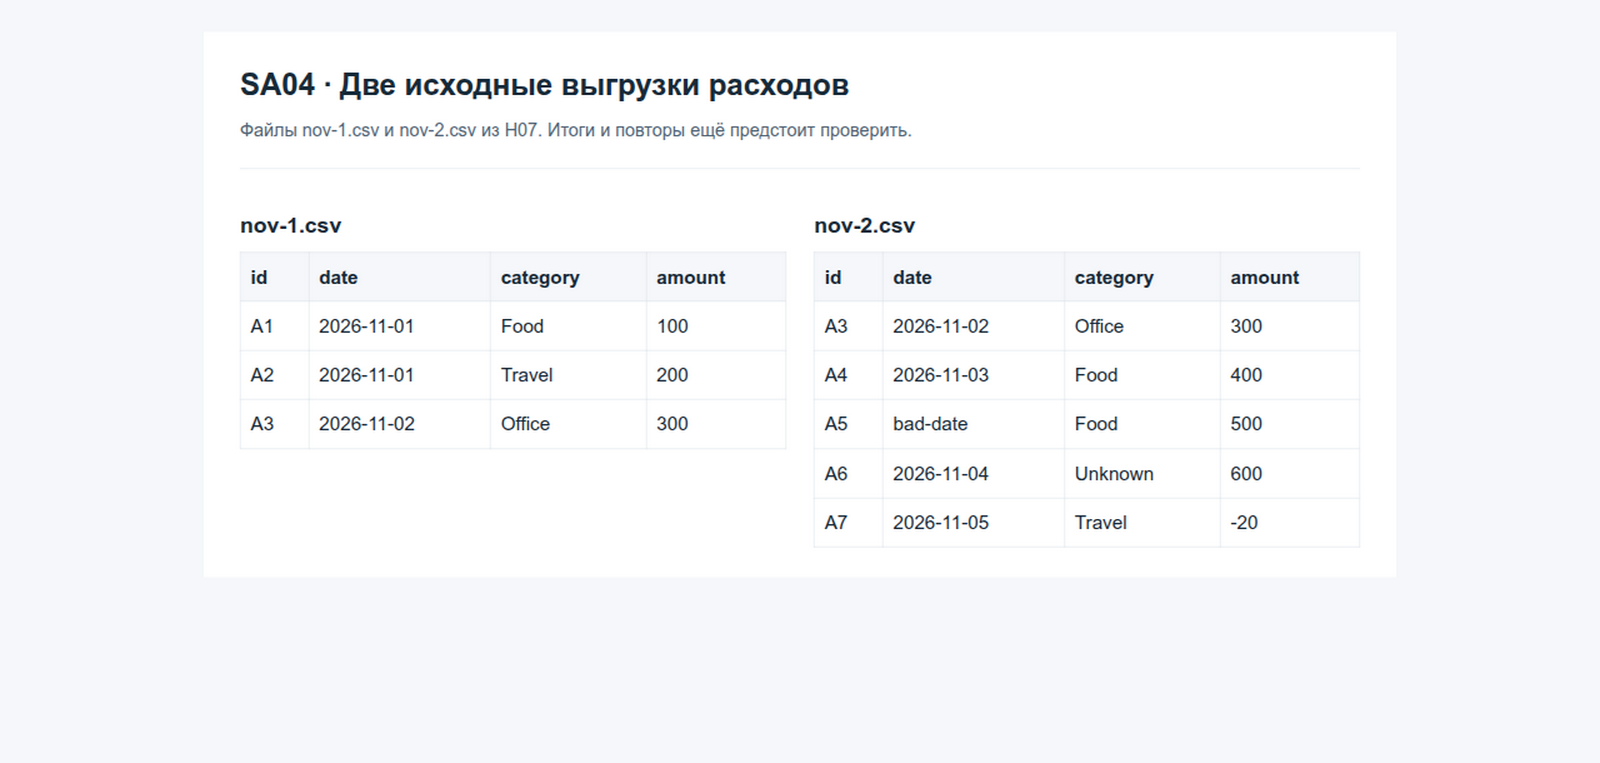 SA04 · Две исходные выгрузки расходов
Файлы nov-1.csv и nov-2.csv из H07. Итоги и повторы ещё предстоит проверить.
nov-1.csv
id date category amount
A1 2026-11-01 Food 100
A2 2026-11-01 Travel 200
A3 2026-11-02 Office 300
nov-2.csv
id date category amount
A3 2026-11-02 Office 300
A4 2026-11-03 Food 400
A5 bad-date Food 500
A6 2026-11-04 Unknown 600
A7 2026-11-05 Travel -20